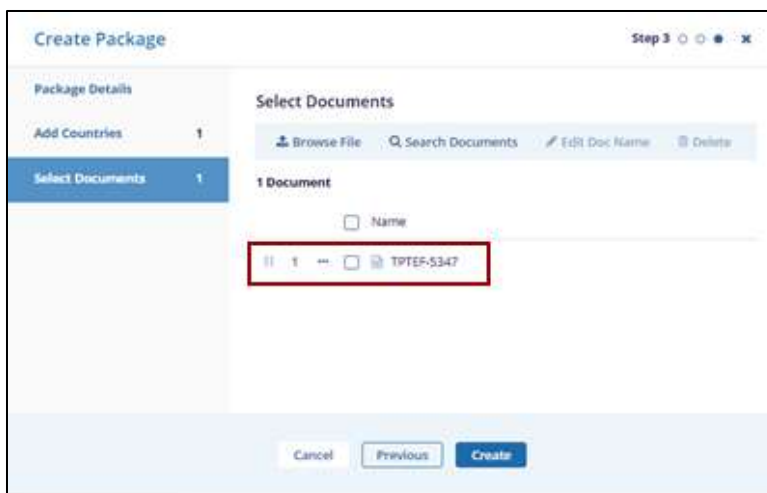 Create Package
Step 3
Package Details
Add Countries 1
Select Documents 1
Select Documents
Browse File Search Documents Edit Doc Name Delete
1 Document
Name
1 TPTEF-5347
Cancel Previous Create